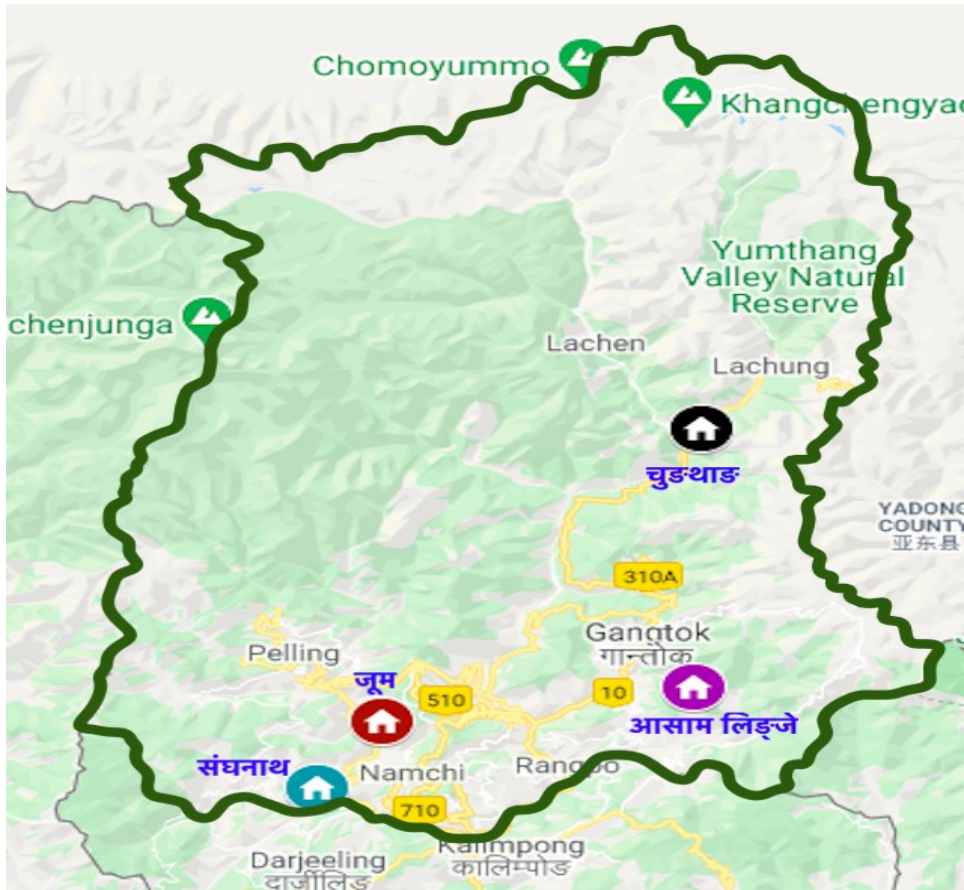 Chomoyummo
Khangchengyao
Yumthang
Valley Natural
Reserve
chenjunga
Lachen
Lachung
चुङथाङ
YADONG
COUNTY
亚东县
310A
Gangtok
गान्तोक
Pelling
जूम
510
10
आसाम लिङ्जे
संघनाथ
Namchi
Rangpo
710
Kalimpong
कालिम्पोङ
Darjeeling
दार्जीलिङ